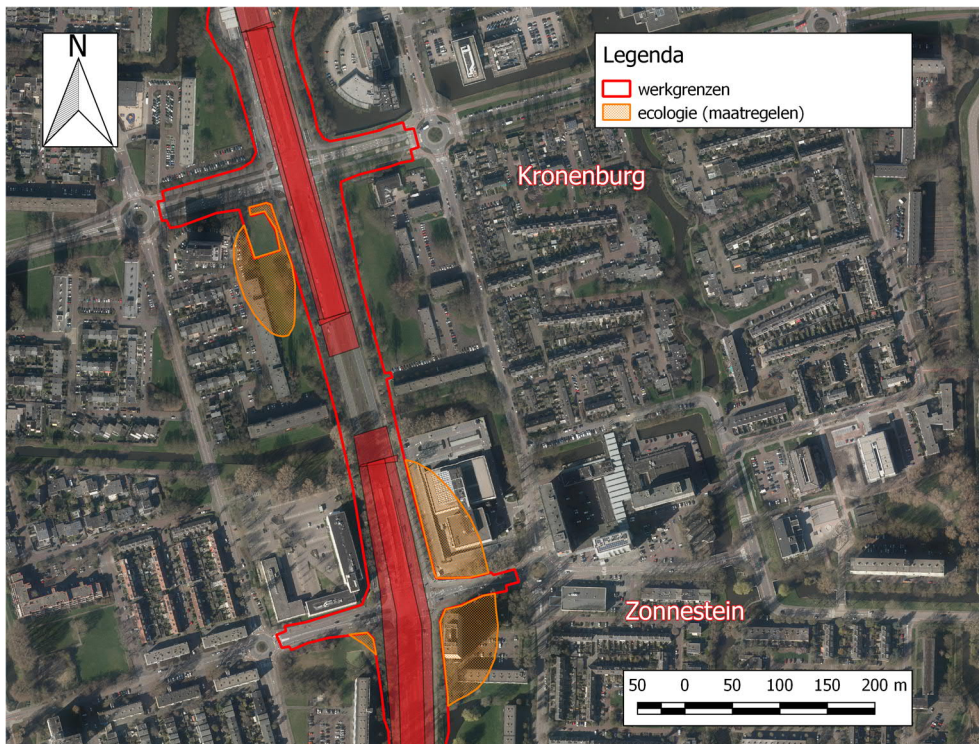 N
Legenda
werkgrenzen
ecologie (maatregelen)
Kronenburg
Zonnestein
50 0 50 100 150 200 m